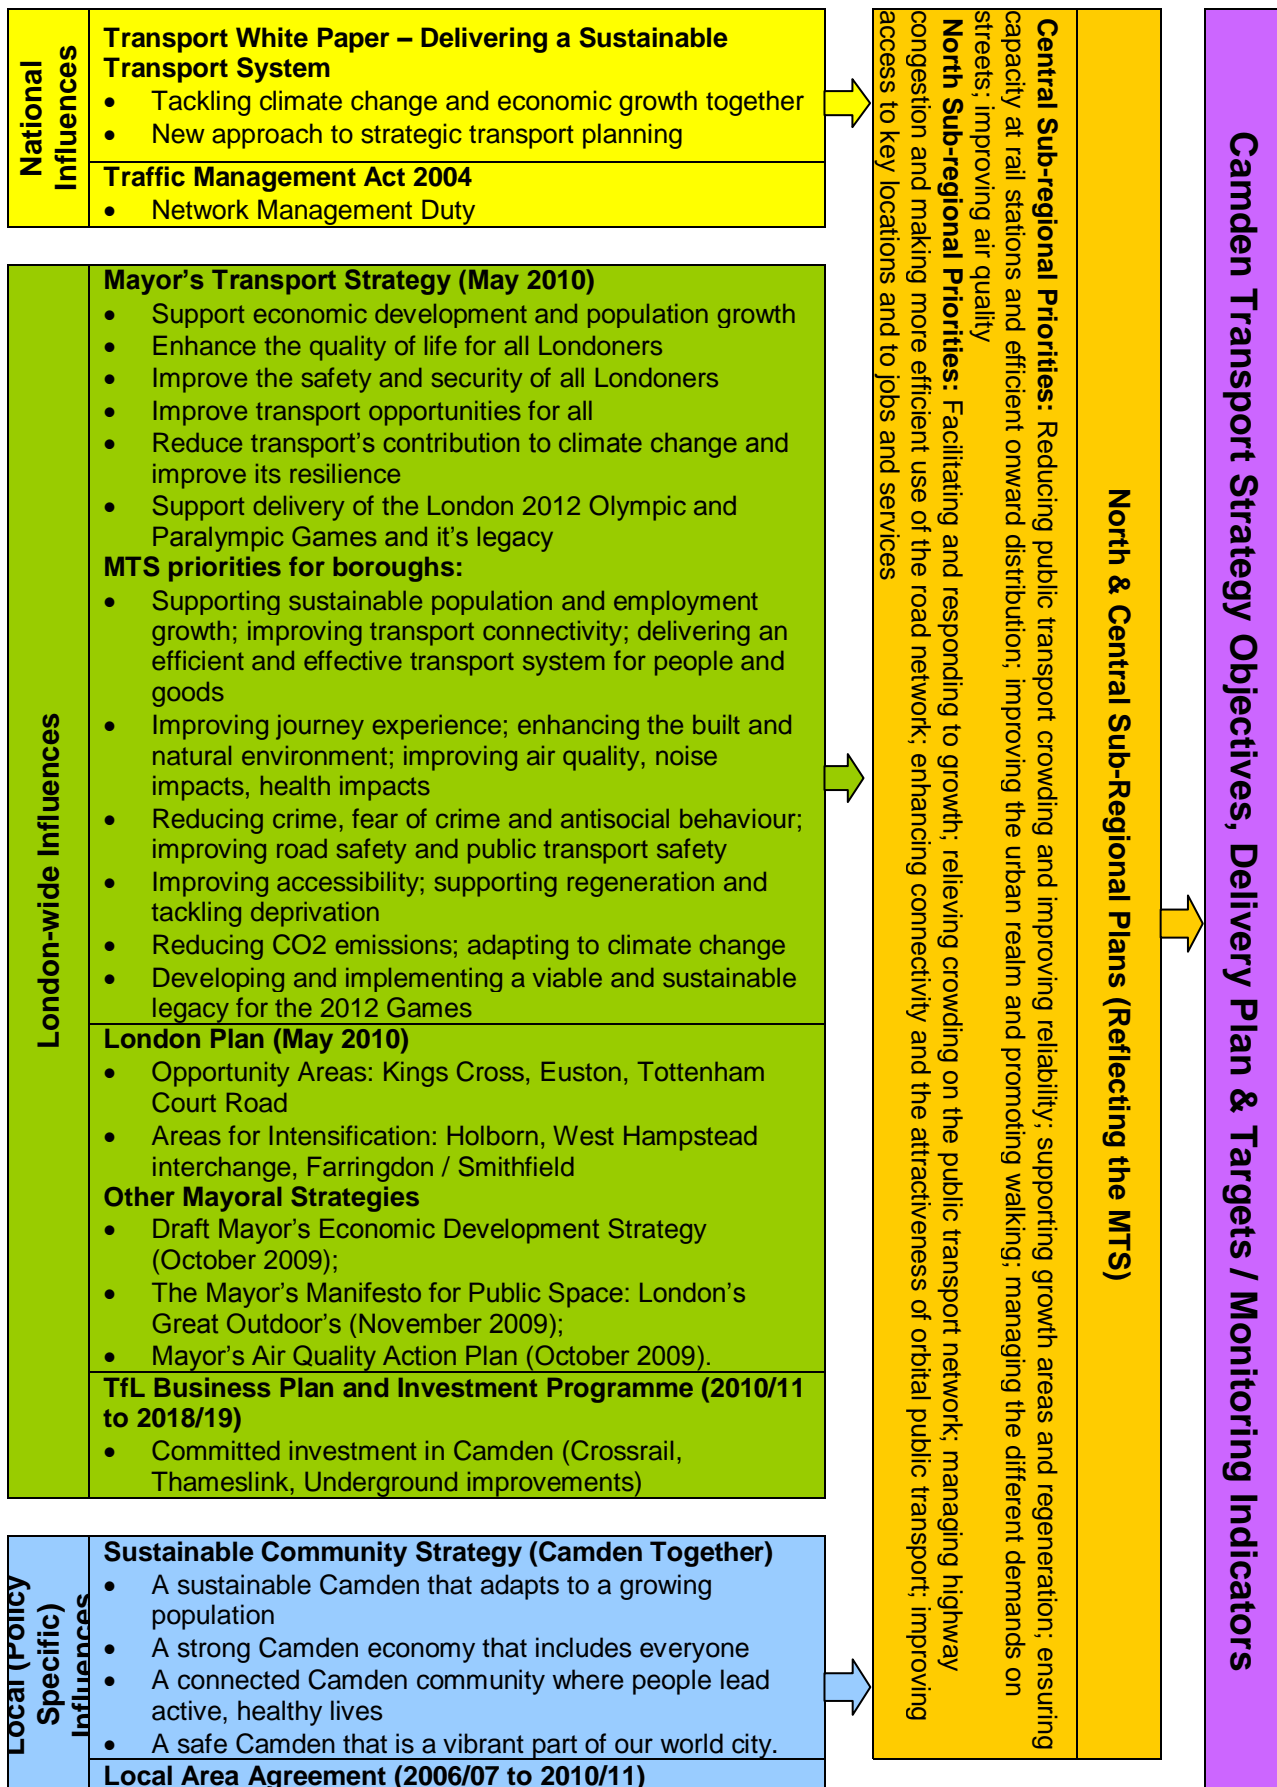 National
Influences
Transport White Paper – Delivering a Sustainable
Transport System
• Tackling climate change and economic growth together
• New approach to strategic transport planning
Traffic Management Act 2004
• Network Management Duty
London-wide Influences
Mayor’s Transport Strategy (May 2010)
• Support economic development and population growth
• Enhance the quality of life for all Londoners
• Improve the safety and security of all Londoners
• Improve transport opportunities for all
• Reduce transport’s contribution to climate change and
improve its resilience
• Support delivery of the London 2012 Olympic and
Paralympic Games and it’s legacy
MTS priorities for boroughs:
• Supporting sustainable population and employment
growth; improving transport connectivity; delivering an
efficient and effective transport system for people and
goods
• Improving journey experience; enhancing the built and
natural environment; improving air quality, noise
impacts, health impacts
• Reducing crime, fear of crime and antisocial behaviour;
improving road safety and public transport safety
• Improving accessibility; supporting regeneration and
tackling deprivation
• Reducing CO2 emissions; adapting to climate change
• Developing and implementing a viable and sustainable
legacy for the 2012 Games
London Plan (May 2010)
• Opportunity Areas: Kings Cross, Euston, Tottenham
Court Road
• Areas for Intensification: Holborn, West Hampstead
interchange, Farringdon / Smithfield
Other Mayoral Strategies
• Draft Mayor’s Economic Development Strategy
(October 2009);
• The Mayor’s Manifesto for Public Space: London’s
Great Outdoor’s (November 2009);
• Mayor’s Air Quality Action Plan (October 2009).
TfL Business Plan and Investment Programme (2010/11
to 2018/19)
• Committed investment in Camden (Crossrail,
Thameslink, Underground improvements)
Local (Policy
Specific)
Influences
Sustainable Community Strategy (Camden Together)
• A sustainable Camden that adapts to a growing
population
• A strong Camden economy that includes everyone
• A connected Camden community where people lead
active, healthy lives
• A safe Camden that is a vibrant part of our world city.
Local Area Agreement (2006/07 to 2010/11)
North & Central Sub-Regional Plans (Reflecting the MTS)
Central Sub-regional Priorities: Reducing public transport crowding and improving reliability; supporting growth areas and regeneration; ensuring
capacity at rail stations and efficient onward distribution; improving the urban realm and promoting walking; managing the different demands on
streets; improving air quality
North Sub-regional Priorities: Facilitating and responding to growth; relieving crowding on the public transport network; managing highway
congestion and making more efficient use of the road network; enhancing connectivity and the attractiveness of orbital public transport; improving
access to key locations and to jobs and services
Camden Transport Strategy Objectives, Delivery Plan & Targets / Monitoring Indicators